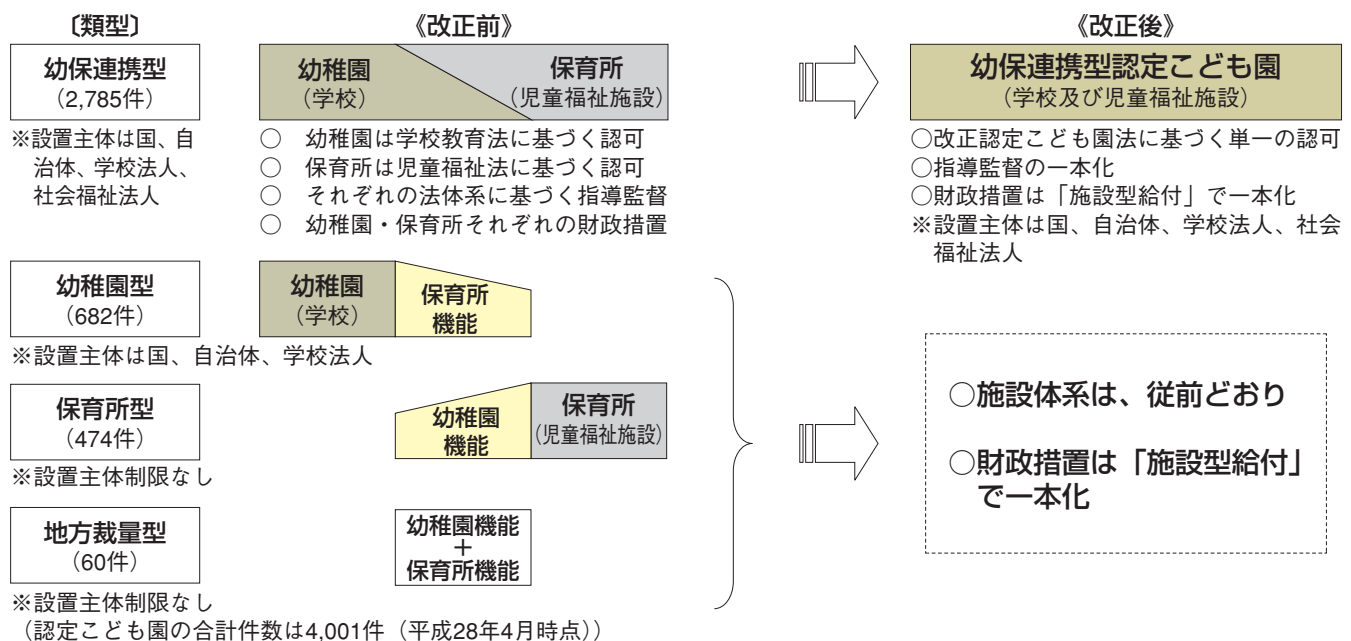 〔類型〕
《改正前》
《改正後》
幼保連携型
（2,785件）
※設置主体は国、自
治体、学校法人、
社会福祉法人
幼稚園
（学校）
保育所
（児童福祉施設）
○　幼稚園は学校教育法に基づく認可
○　保育所は児童福祉法に基づく認可
○　それぞれの法体系に基づく指導監督
○　幼稚園・保育所それぞれの財政措置
幼保連携型認定こども園
（学校及び児童福祉施設）
○改正認定こども園法に基づく単一の認可
○指導監督の一本化
○財政措置は「施設型給付」で一本化
※設置主体は国、自治体、学校法人、社会
福祉法人
幼稚園型
（682件）
※設置主体は国、自治体、学校法人
幼稚園
（学校）
保育所
機能
保育所型
（474件）
※設置主体制限なし
幼稚園
機能
保育所
（児童福祉施設）
地方裁量型
（60件）
※設置主体制限なし
幼稚園機能
＋
保育所機能
○施設体系は、従前どおり
○財政措置は「施設型給付」
で一本化
（認定こども園の合計件数は4,001件（平成28年4月時点））